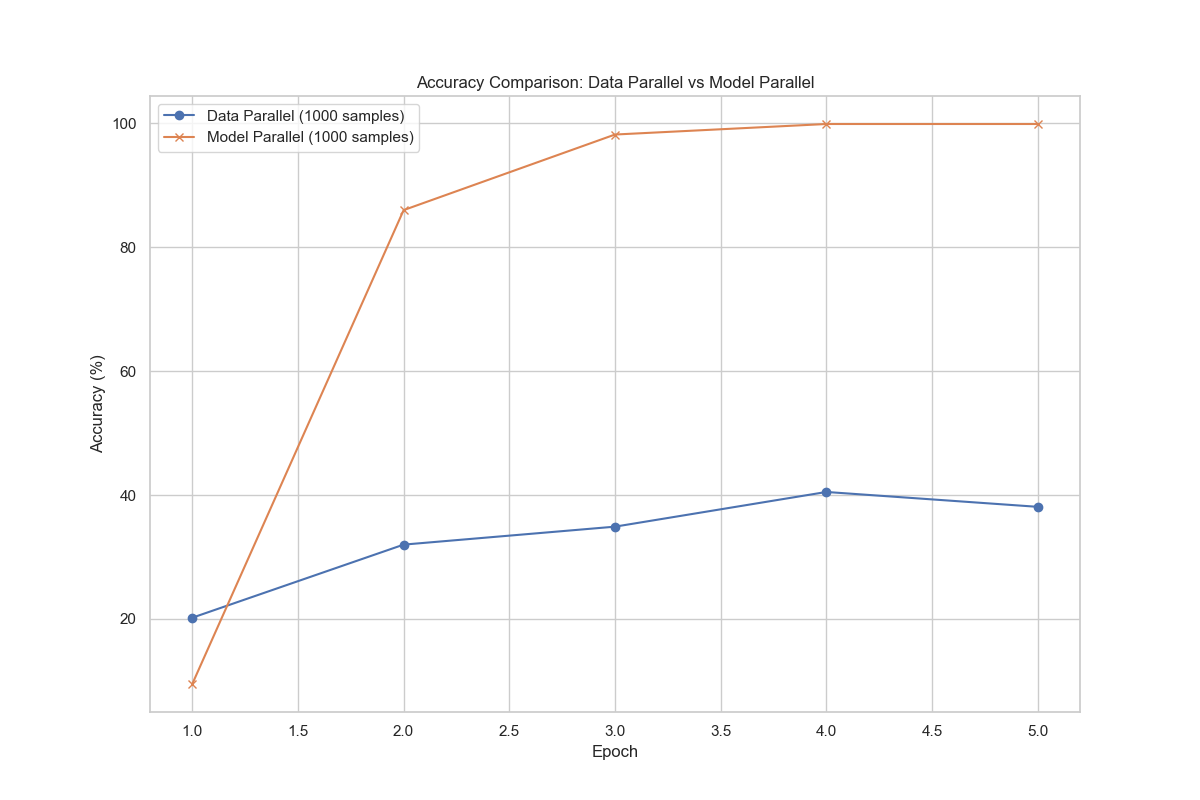 Accuracy Comparison: Data Parallel vs Model Parallel
Data Parallel (1000 samples)
Model Parallel (1000 samples)
Accuracy (%)
100
80
60
40
20
1.0 1.5 2.0 2.5 3.0 3.5 4.0 4.5 5.0
Epoch